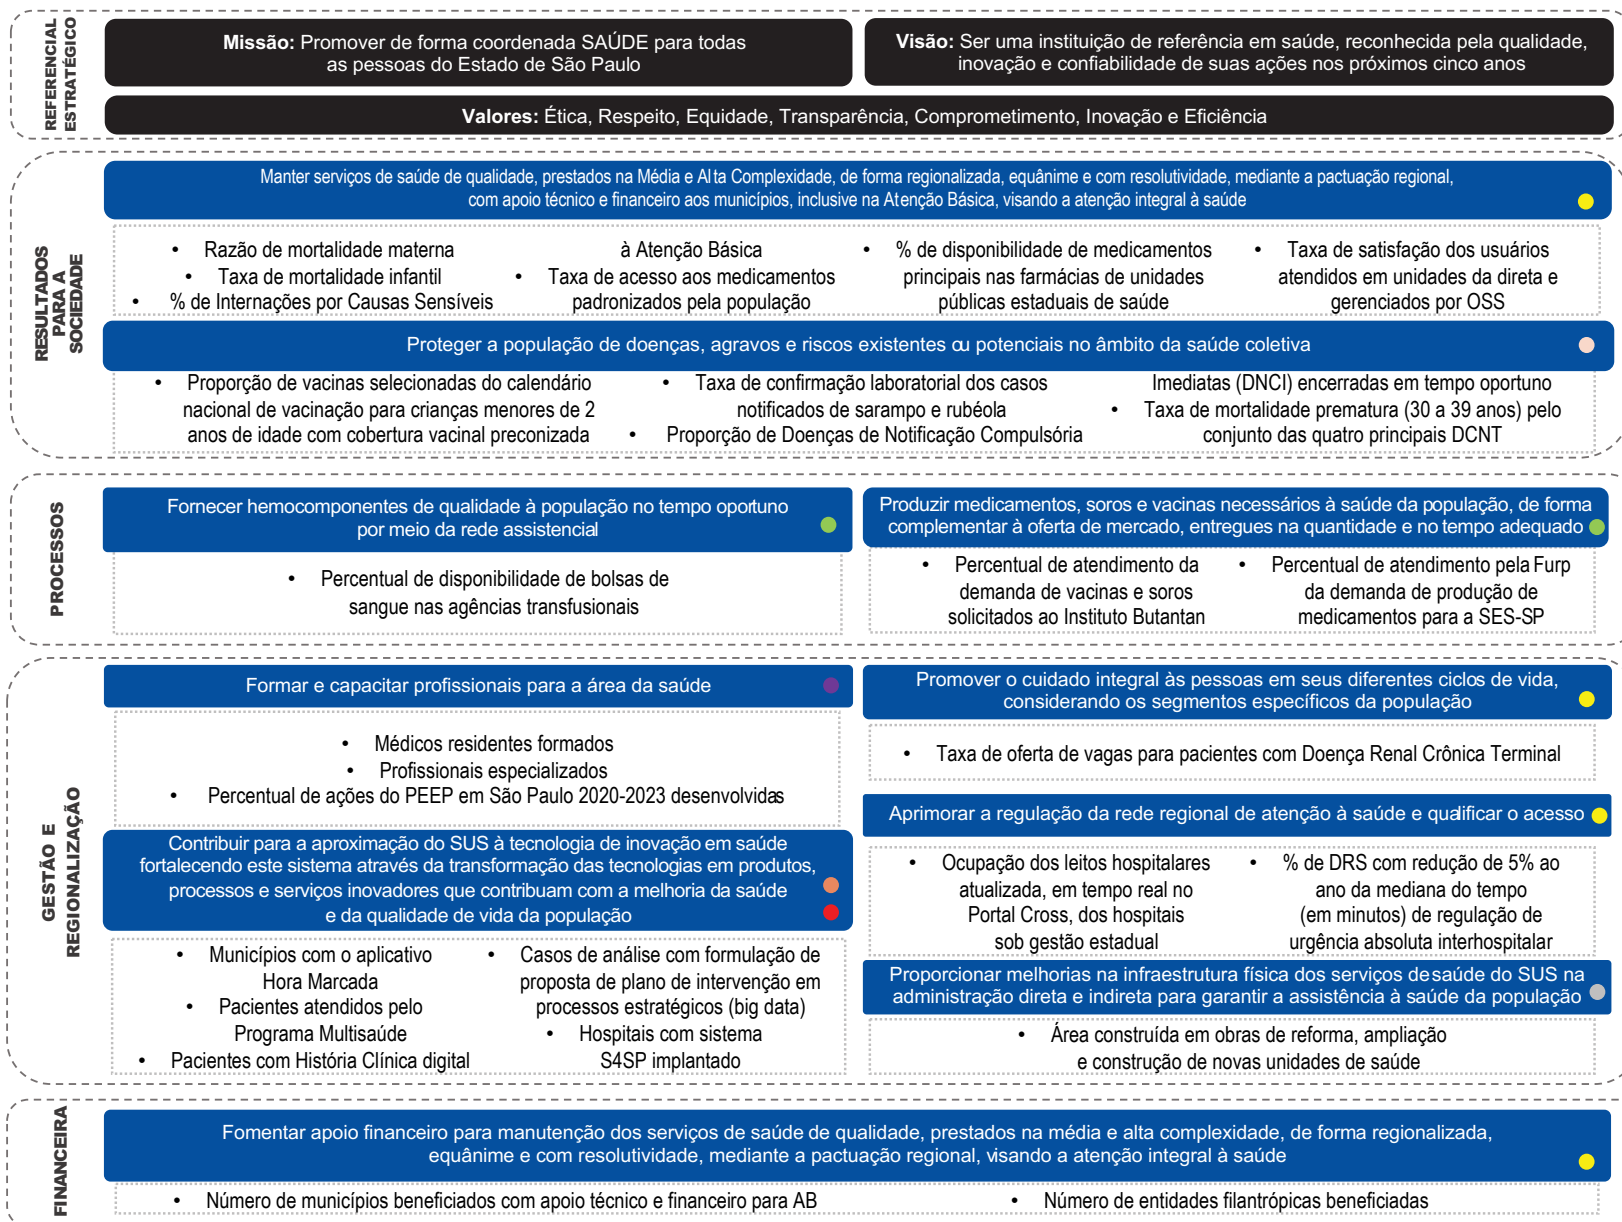 REFERENCIAL
ESTRATÉGICO
Missão: Promover de forma coordenada SAÚDE para todas
as pessoas do Estado de São Paulo
Visão: Ser uma instituição de referência em saúde, reconhecida pela qualidade,
inovação e confiabilidade de suas ações nos próximos cinco anos
Valores: Ética, Respeito, Equidade, Transparência, Comprometimento, Inovação e Eficiência
RESULTADOS
PARA A
SOCIEDADE
Manter serviços de saúde de qualidade, prestados na Média e Alta Complexidade, de forma regionalizada, equânime e com resolutividade, mediante a pactuação regional,
com apoio técnico e financeiro aos municípios, inclusive na Atenção Básica, visando a atenção integral à saúde
• Razão de mortalidade materna
• Taxa de mortalidade infantil
• % de Internações por Causas Sensíveis
à Atenção Básica
• Taxa de acesso aos medicamentos
padronizados pela população
• % de disponibilidade de medicamentos
principais nas farmácias de unidades
públicas estaduais de saúde
• Taxa de satisfação dos usuários
atendidos em unidades da direta e
gerenciados por OSS
Proteger a população de doenças, agravos e riscos existentes ou potenciais no âmbito da saúde coletiva
• Proporção de vacinas selecionadas do calendário
nacional de vacinação para crianças menores de 2
anos de idade com cobertura vacinal preconizada
• Taxa de confirmação laboratorial dos casos
notificados de sarampo e rubéola
• Proporção de Doenças de Notificação Compulsória
Imediatas (DNCI) encerradas em tempo oportuno
• Taxa de mortalidade prematura (30 a 39 anos) pelo
conjunto das quatro principais DCNT
PROCESSOS
Fornecer hemocomponentes de qualidade à população no tempo oportuno
por meio da rede assistencial
• Percentual de disponibilidade de bolsas de
sangue nas agências transfusionais
Produzir medicamentos, soros e vacinas necessários à saúde da população, de forma
complementar à oferta de mercado, entregues na quantidade e no tempo adequado
• Percentual de atendimento da
demanda de vacinas e soros
solicitados ao Instituto Butantan
• Percentual de atendimento pela Furp
da demanda de produção de
medicamentos para a SES-SP
GESTÃO E
REGIONALIZAÇÃO
Formar e capacitar profissionais para a área da saúde
• Médicos residentes formados
• Profissionais especializados
• Percentual de ações do PEEP em São Paulo 2020-2023 desenvolvidas
Contribuir para a aproximação do SUS à tecnologia de inovação em saúde
fortalecendo este sistema através da transformação das tecnologias em produtos,
processos e serviços inovadores que contribuam com a melhoria da saúde
e da qualidade de vida da população
• Municípios com o aplicativo
Hora Marcada
• Pacientes atendidos pelo
Programa Multisaúde
• Pacientes com História Clínica digital
• Casos de análise com formulação de
proposta de plano de intervenção em
processos estratégicos (big data)
• Hospitais com sistema
S4SP implantado
Promover o cuidado integral às pessoas em seus diferentes ciclos de vida,
considerando os segmentos específicos da população
• Taxa de oferta de vagas para pacientes com Doença Renal Crônica Terminal
Aprimorar a regulação da rede regional de atenção à saúde e qualificar o acesso
• Ocupação dos leitos hospitalares
atualizada, em tempo real no
Portal Cross, dos hospitais
sob gestão estadual
• % de DRS com redução de 5% ao
ano da mediana do tempo
(em minutos) de regulação de
urgência absoluta interhospitalar
Proporcionar melhorias na infraestrutura física dos serviços de saúde do SUS na
administração direta e indireta para garantir a assistência à saúde da população
• Área construída em obras de reforma, ampliação
e construção de novas unidades de saúde
FINANCEIRA
Fomentar apoio financeiro para manutenção dos serviços de saúde de qualidade, prestados na média e alta complexidade, de forma regionalizada,
equânime e com resolutividade, mediante a pactuação regional, visando a atenção integral à saúde
• Número de municípios beneficiados com apoio técnico e financeiro para AB
• Número de entidades filantrópicas beneficiadas